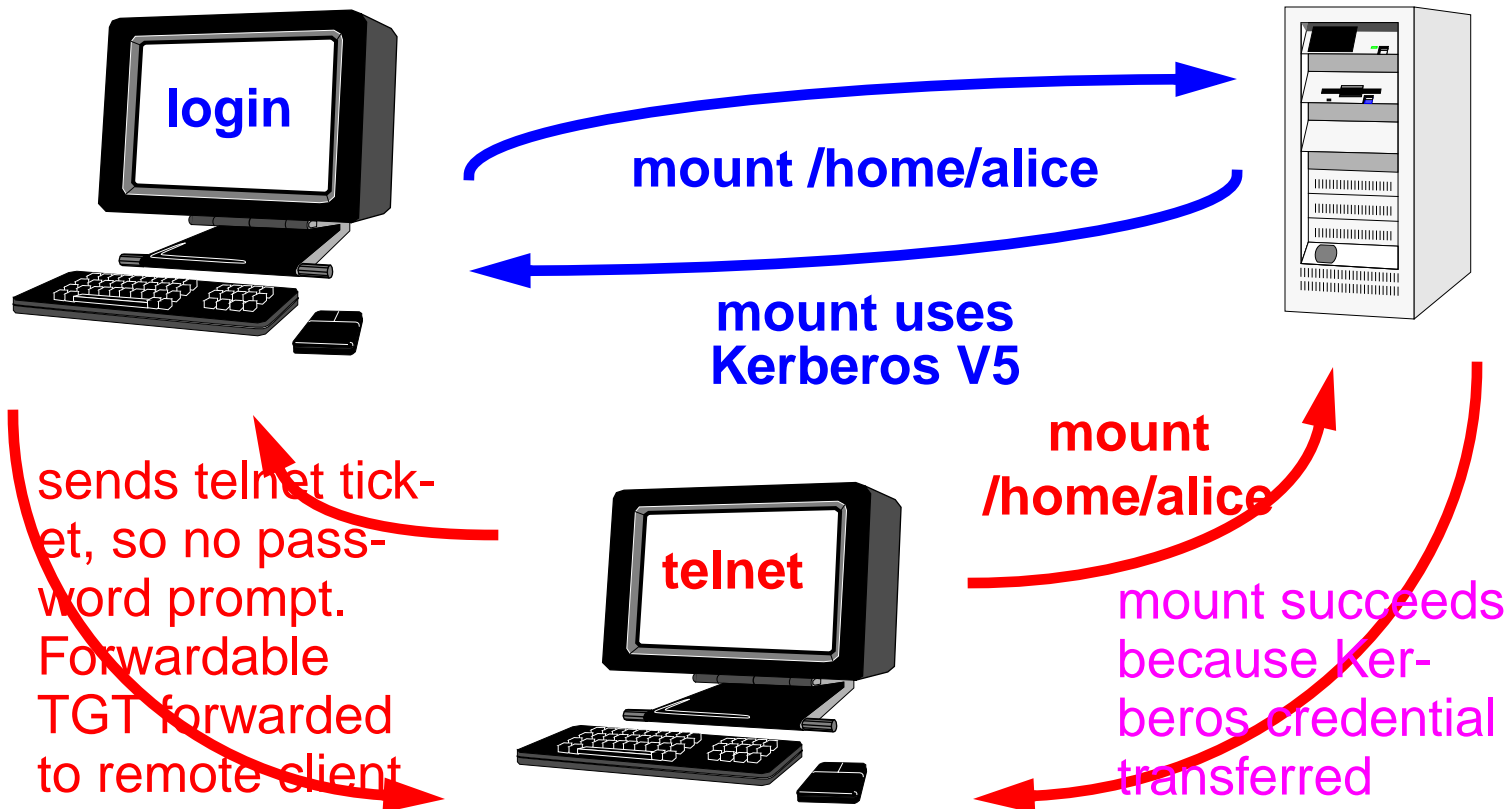 login
mount /home/alice
mount uses
Kerberos V5
mount
/home/alice
sends telnet tick-
et, so no pass-
word prompt.
Forwardable
TGT forwarded
to remote client
telnet
mount succeeds
because Ker-
beros credential
transferred